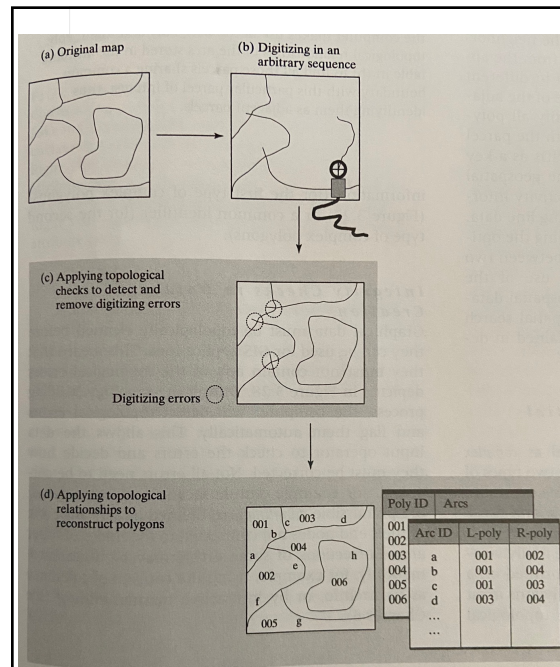 (a) Original map
(b) Digitizing in an
arbitrary sequence
(c) Applying topological
checks to detect and
remove digitizing errors
Digitizing errors
(d) Applying topological
relationships to
reconstruct polygons
001
c
003
d
b
a
004
e
h
002
006
f
005
g
Poly ID Arcs
001
002
003
004
005
006
Arc ID L-poly R-poly
a 001 002
b 001 004
c 001 003
d 003 004
...
...